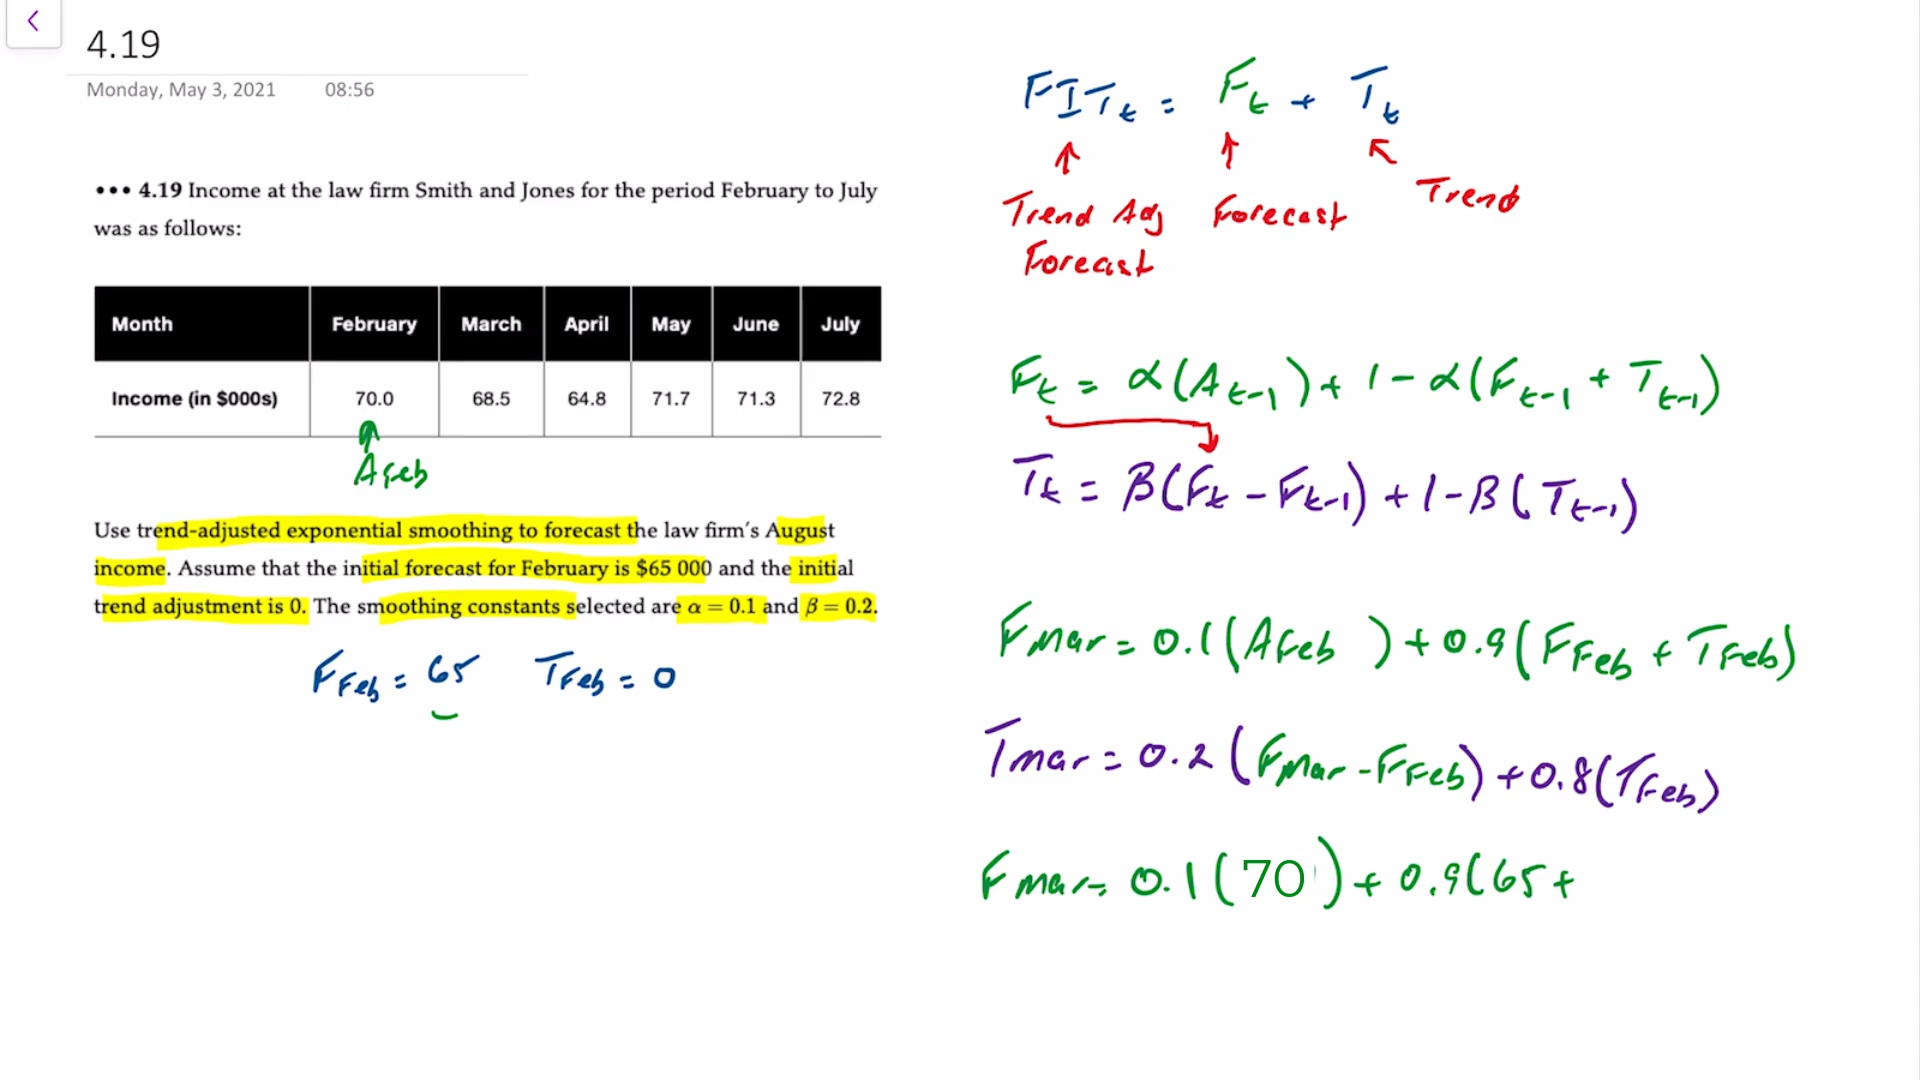 4.19
Monday, May 3, 2021 08:56
••• 4.19 Income at the law firm Smith and Jones for the period February to July
was as follows:
Month February March April May June July
Income (in $000s) 70.0 68.5 64.8 71.7 71.3 72.8
AFeb
Use trend-adjusted exponential smoothing to forecast the law firm's August
income. Assume that the initial forecast for February is $65 000 and the initial
trend adjustment is 0. The smoothing constants selected are α = 0.1 and β = 0.2.
FFeb = 65 TFeb = 0
FITt = Ft + Tt
Trend Adj Forecast Trend
Forecast
Ft = α(At-1) + 1-α(Ft-1 + Tt-1)
Tt = β(Ft - Ft-1) + 1-β(Tt-1)
Fmar = 0.1(AFeb ) + 0.9(FFeb + TFeb)
Tmar = 0.2(Fmar - FFeb) + 0.8(TFeb)
Fmar = 0.1(70) + 0.9(65 +